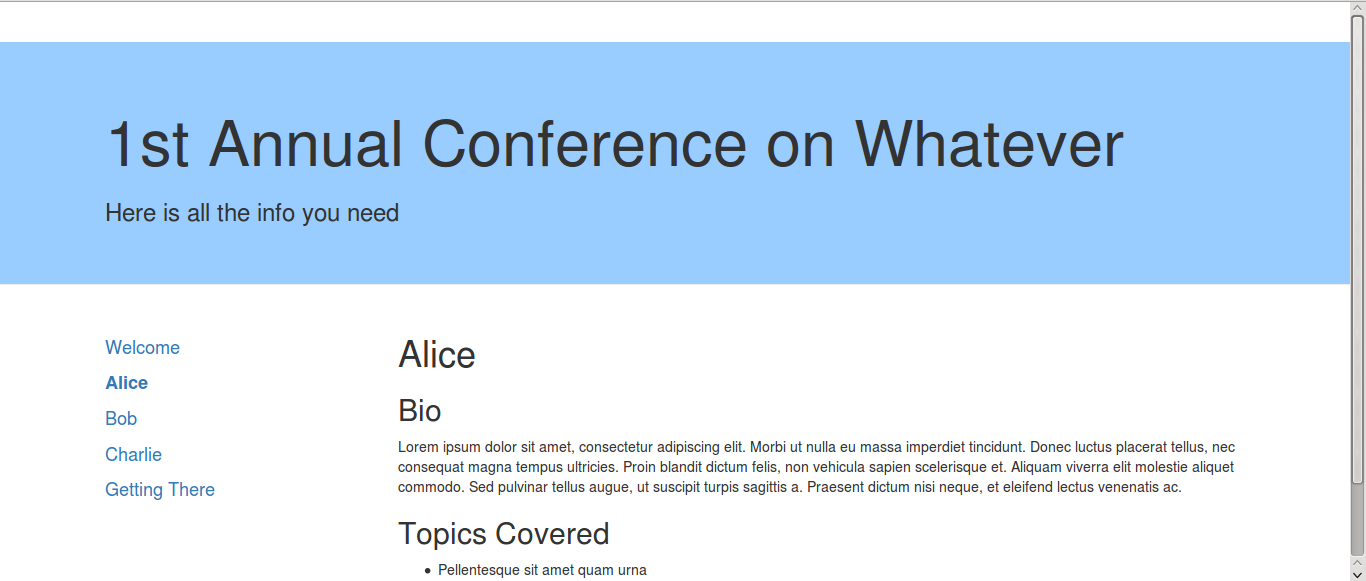 1st Annual Conference on Whatever
Here is all the info you need
Welcome
Alice
Bob
Charlie
Getting There
Alice
Bio
Lorem ipsum dolor sit amet, consectetur adipiscing elit. Morbi ut nulla eu massa imperdiet tincidunt. Donec luctus placerat tellus, nec
consequat magna tempus ultricies. Proin blandit dictum felis, non vehicula sapien scelerisque et. Aliquam viverra elit molestie aliquet
commodo. Sed pulvinar tellus augue, ut suscipit turpis sagittis a. Praesent dictum nisi neque, et eleifend lectus venenatis ac.
Topics Covered
• Pellentesque sit amet quam urna